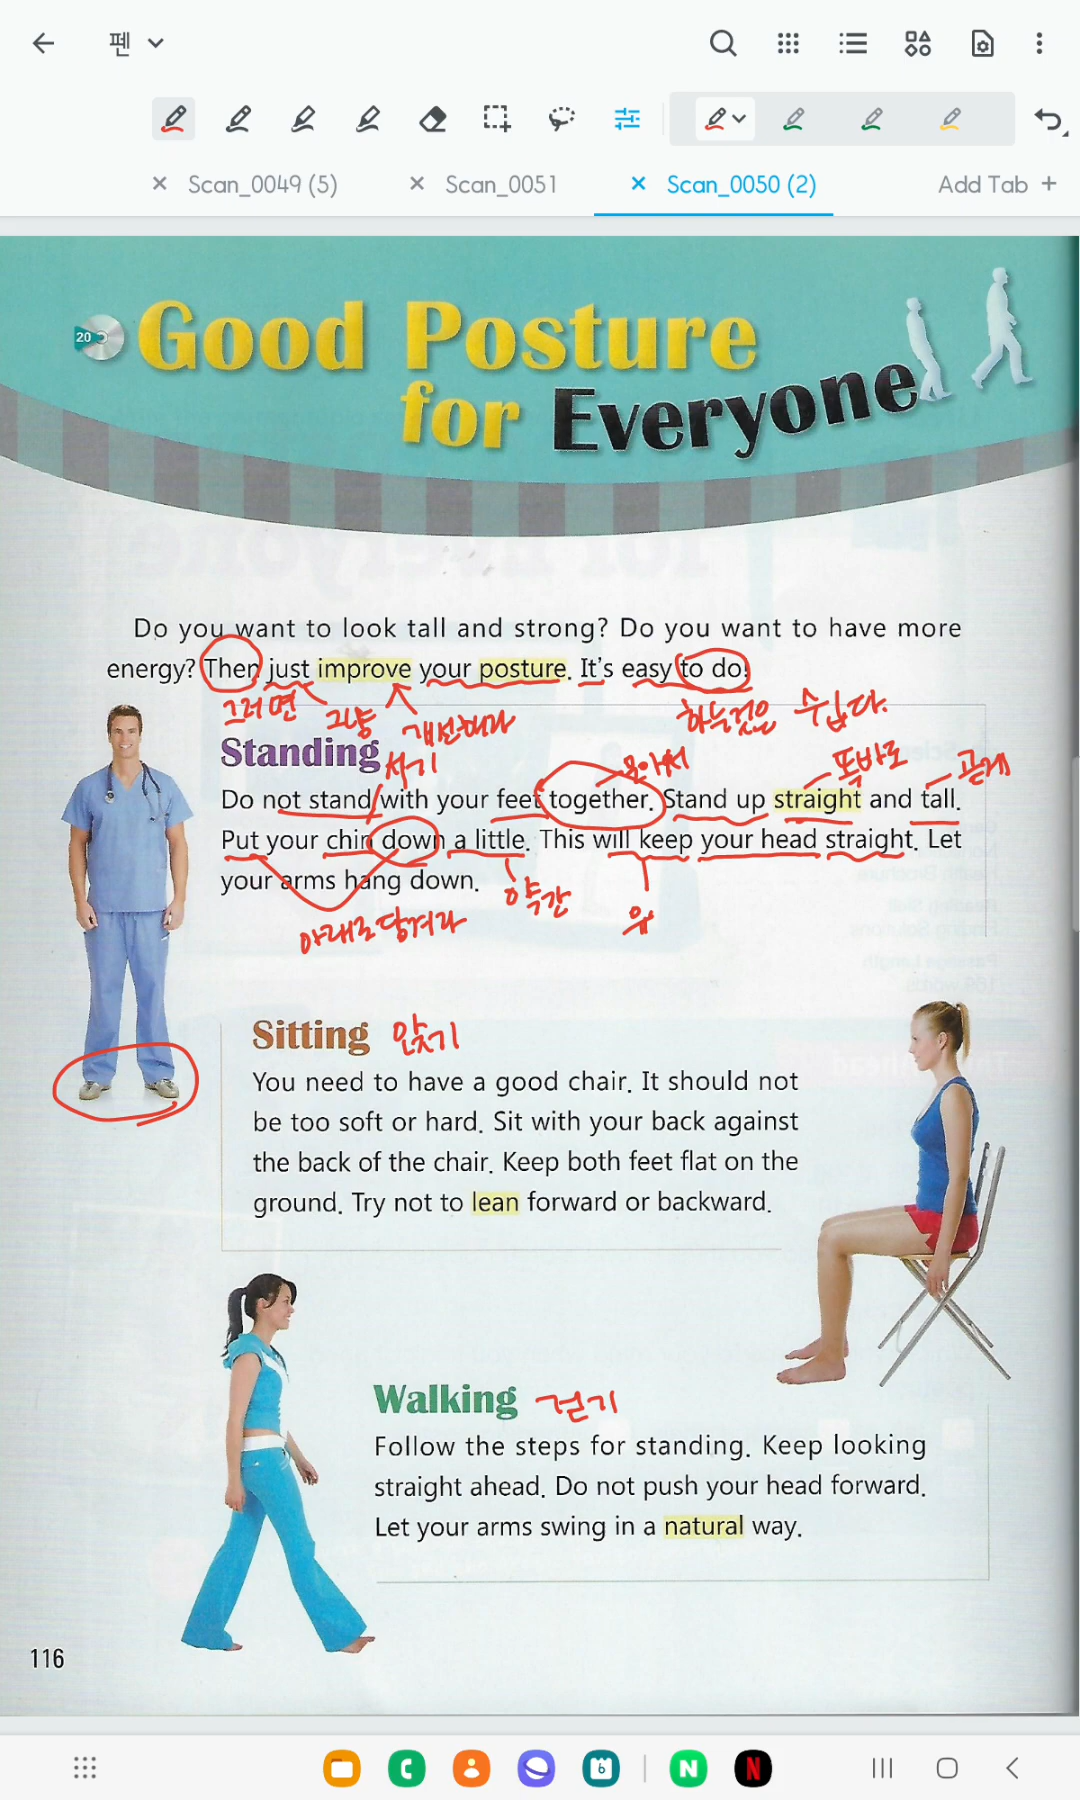 펜
Scan_0049 (5)
Scan_0051
Scan_0050 (2)
Add Tab +
20
Good Posture
for Everyone
Do you want to look tall and strong? Do you want to have more
energy? Then just improve your posture. It's easy to do!
그러면 그냥 개선해라 하는것은 쉽습니다.
Standing 서기 모아서 똑바로 곧게
Do not stand with your feet together. Stand up straight and tall.
Put your chin down a little. This will keep your head straight. Let
your arms hang down.
아래로 당겨라 약간
Sitting 앉기
You need to have a good chair. It should not
be too soft or hard. Sit with your back against
the back of the chair. Keep both feet flat on the
ground. Try not to lean forward or backward.
Walking 걷기
Follow the steps for standing. Keep looking
straight ahead. Do not push your head forward.
Let your arms swing in a natural way.
116
6
N
N